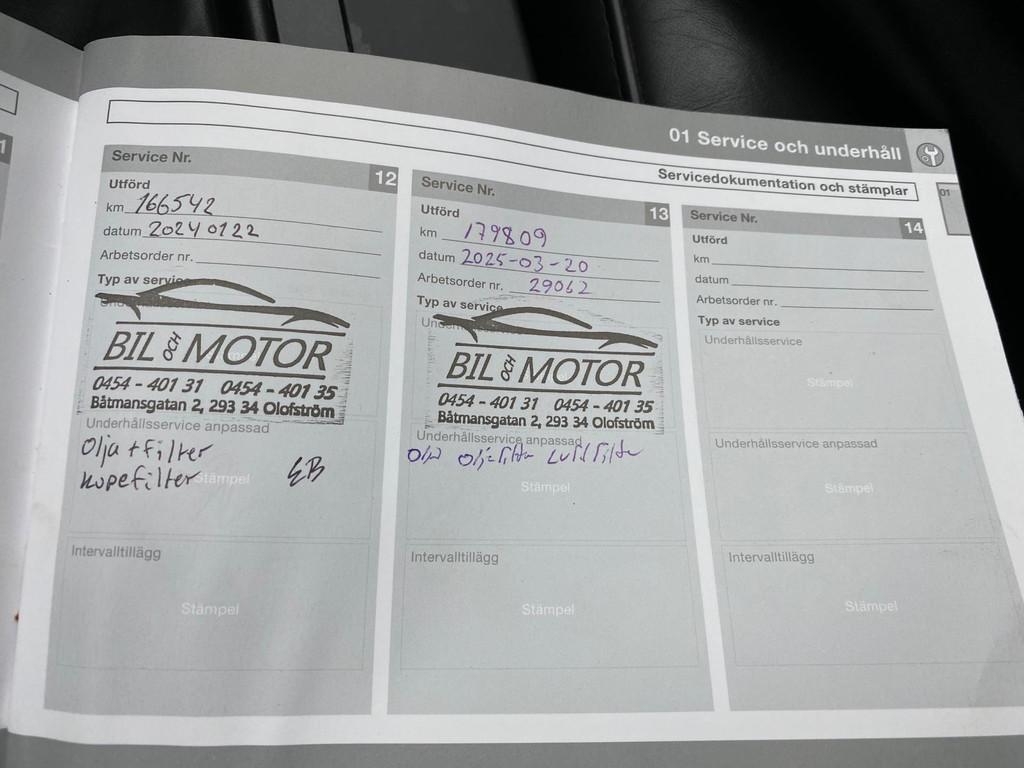 01 Service och underhåll
Servicedokumentation och stämplar
01
1
Service Nr. 12
Utförd
km 166542
datum 20240122
Arbetsorder nr.
Typ av service
BIL OCH MOTOR
0454 - 401 31 0454 - 401 35
Båtmansgatan 2, 293 34 Olofström
Underhållsservice anpassad
Olja + Filter
kupefilter EB
Stämpel
Intervalltillägg
Stämpel
Service Nr. 13
Utförd
km 179809
datum 2025-03-20
Arbetsorder nr. 29062
Typ av service
BIL OCH MOTOR
0454 - 401 31 0454 - 401 35
Båtmansgatan 2, 293 34 Olofström
Underhållsservice anpassad
Olja Oljefilter Luftfilter
Stämpel
Intervalltillägg
Stämpel
Service Nr. 14
Utförd
km
datum
Arbetsorder nr.
Typ av service
Underhållsservice
Stämpel
Underhållsservice anpassad
Stämpel
Intervalltillägg
Stämpel